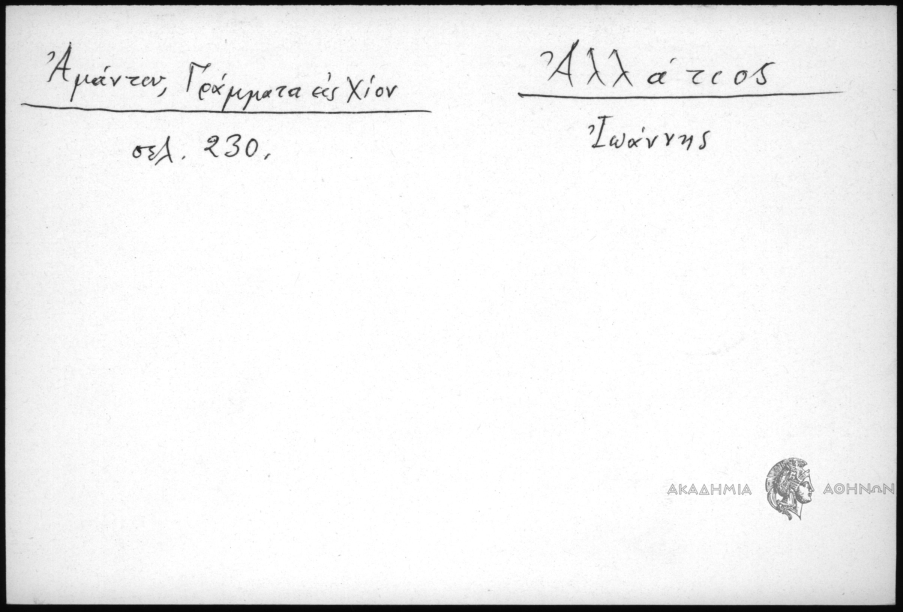 Ἀμάντου, Γράμματα εἰς Χίον
σελ. 230.
Ἀλλάτιος
Ἰωάννης
ΑΚΑΔΗΜΙΑ ΑΘΗΝΩΝ